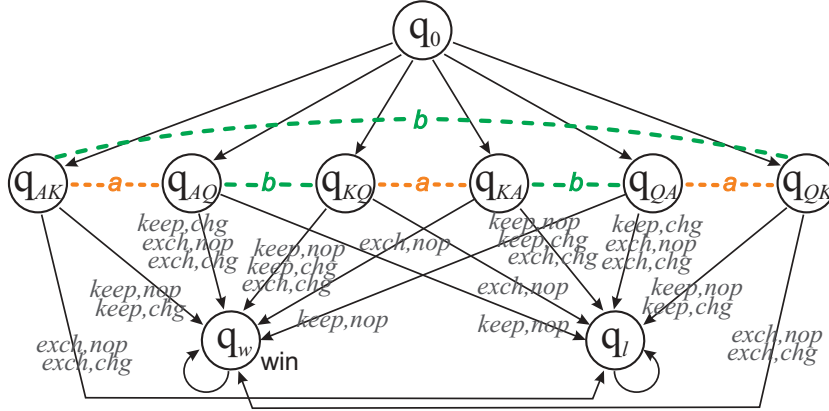 q0
b
qAK a qAQ b qKQ a qKA b qQA a qQK
keep,chg
exch,nop
exch,chg
keep,nop
keep,chg
exch,chg
exch,nop
keep,nop
keep,chg
exch,chg
keep,chg
exch,nop
exch,chg
keep,nop
keep,chg
exch,nop
keep,nop
keep,chg
keep,nop
keep,nop
exch,nop
exch,chg
exch,nop
exch,chg
qw
win
ql